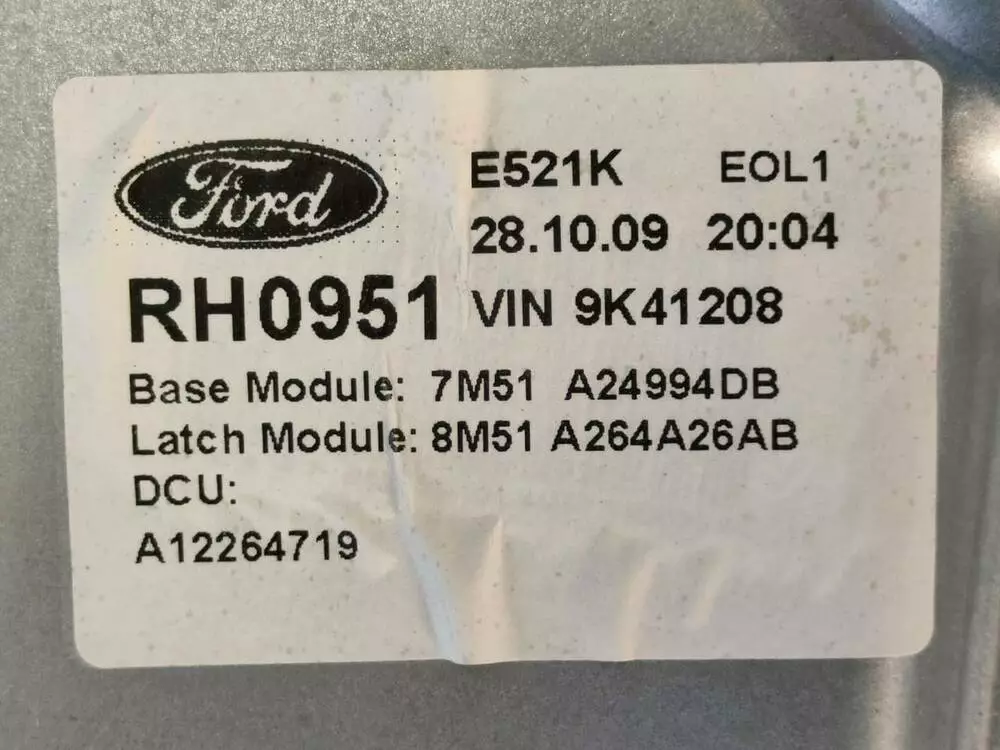 Ford
E521K EOL1
28.10.09 20:04
RH0951 VIN 9K41208
Base Module: 7M51 A24994DB
Latch Module: 8M51 A264A26AB
DCU:
A12264719